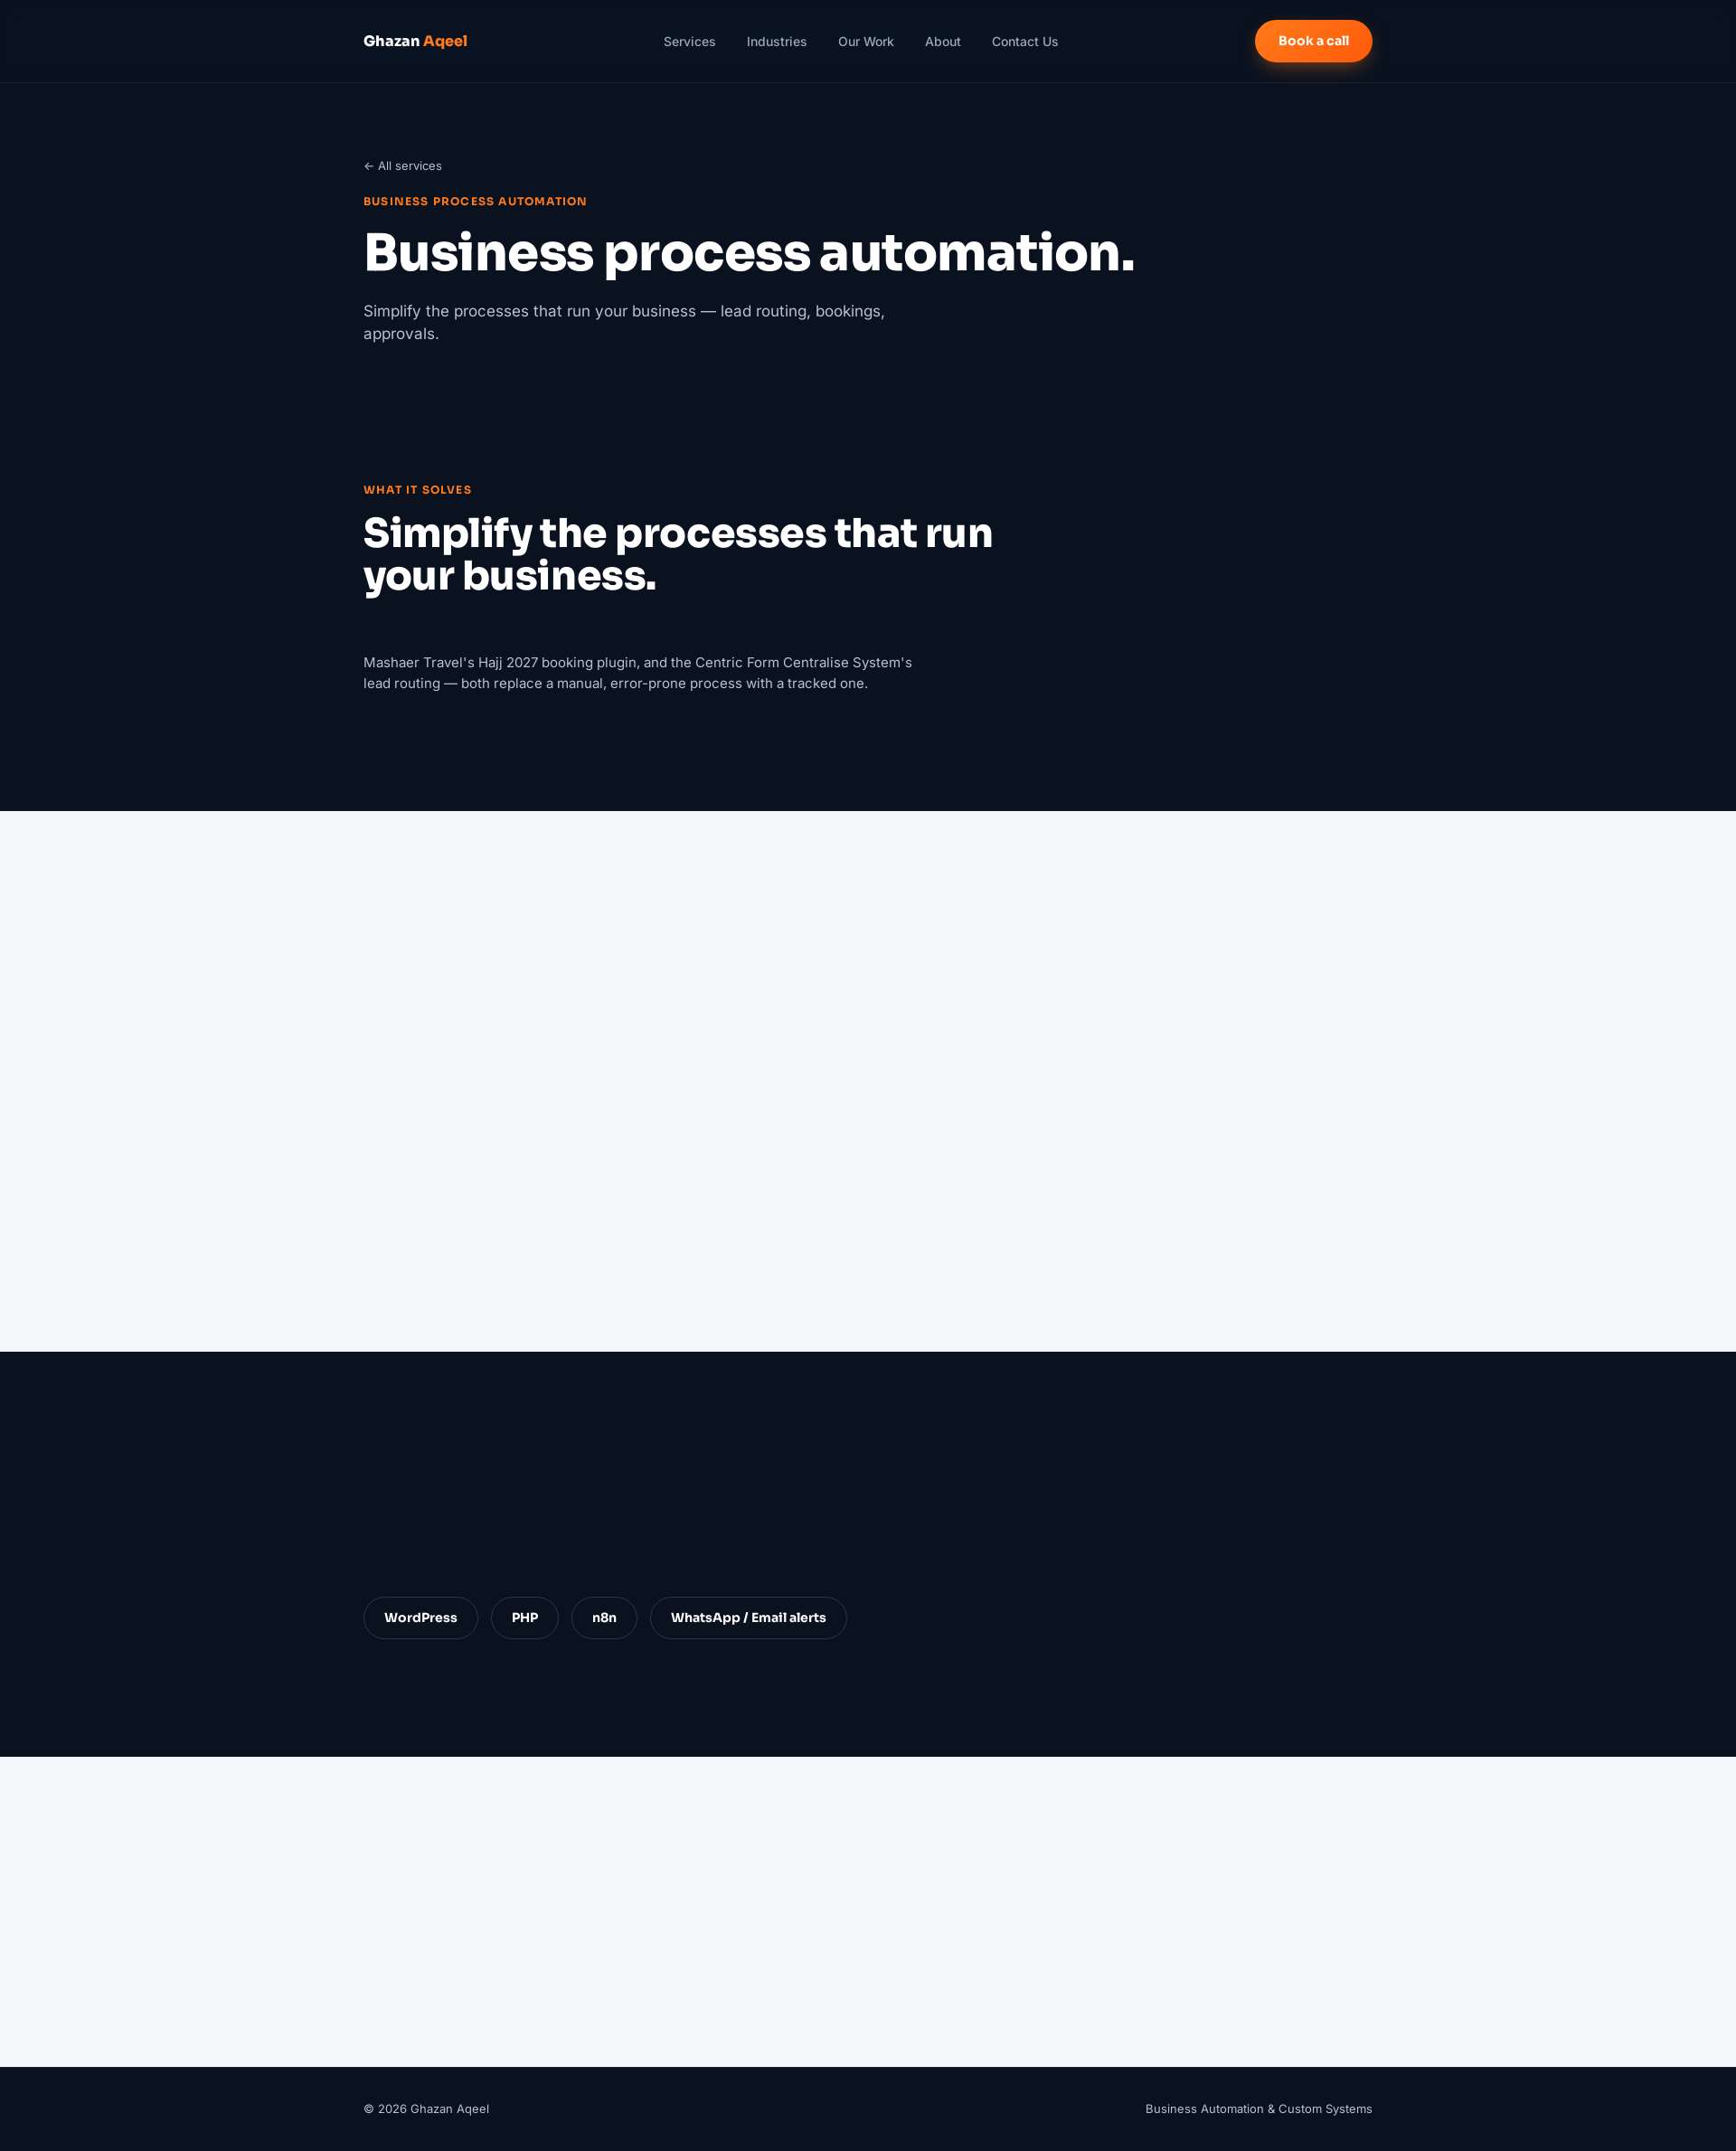 Ghazan Aqeel
Services
Industries
Our Work
About
Contact Us
Book a call
← All services
BUSINESS PROCESS AUTOMATION
Business process automation.
Simplify the processes that run your business — lead routing, bookings,
approvals.
WHAT IT SOLVES
Simplify the processes that run
your business.
Mashaer Travel's Hajj 2027 booking plugin, and the Centric Form Centralise System's
lead routing — both replace a manual, error-prone process with a tracked one.
WordPress
PHP
n8n
WhatsApp / Email alerts
© 2026 Ghazan Aqeel
Business Automation & Custom Systems